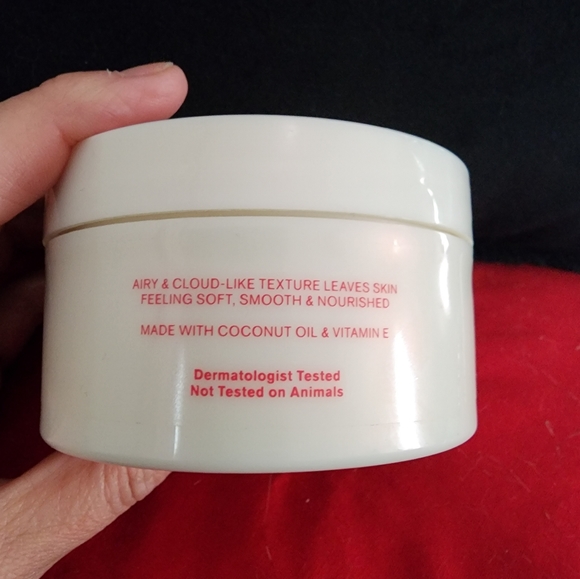 AIRY & CLOUD-LIKE TEXTURE LEAVES SKIN
FEELING SOFT, SMOOTH & NOURISHED
MADE WITH COCONUT OIL & VITAMIN E
Dermatologist Tested
Not Tested on Animals